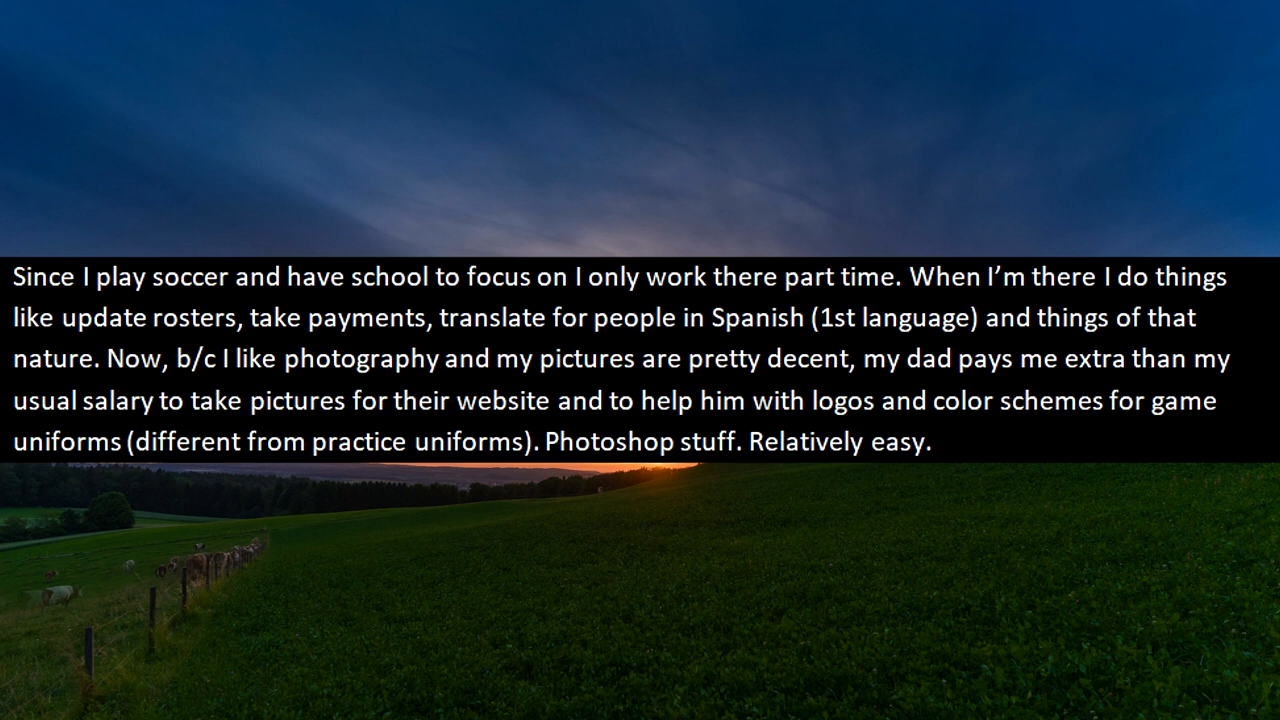 Since I play soccer and have school to focus on I only work there part time. When I’m there I do things
like update rosters, take payments, translate for people in Spanish (1st language) and things of that
nature. Now, b/c I like photography and my pictures are pretty decent, my dad pays me extra than my
usual salary to take pictures for their website and to help him with logos and color schemes for game
uniforms (different from practice uniforms). Photoshop stuff. Relatively easy.